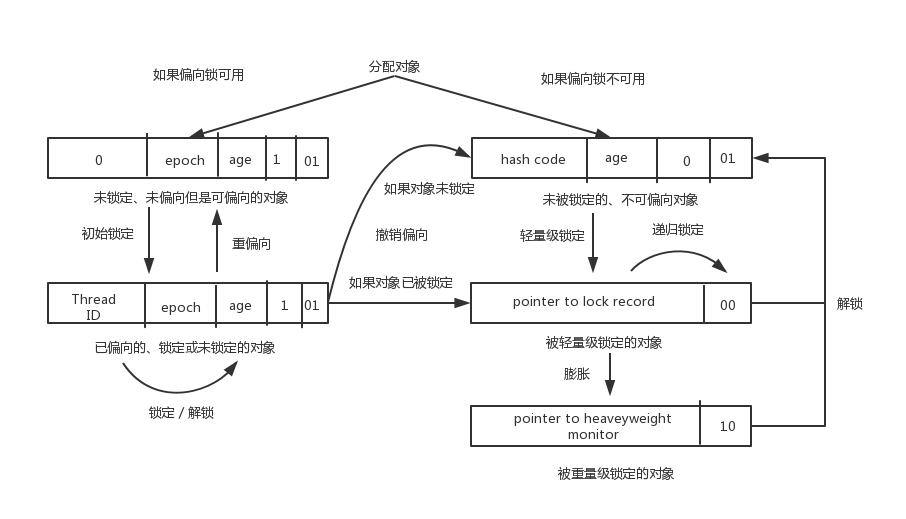 分配对象
如果偏向锁可用
如果偏向锁不可用
0 epoch age 1 01
hash code age 0 01
未锁定、未偏向但是可偏向的对象
如果对象未锁定
未被锁定的、不可偏向对象
初始锁定
重偏向
撤销偏向
轻量级锁定
递归锁定
如果对象已被锁定
Thread
ID
epoch age 1 01
pointer to lock record 00
解锁
已偏向的、锁定或未锁定的对象
被轻量级锁定的对象
膨胀
锁定 / 解锁
pointer to heaveyweight
monitor
10
被重量级锁定的对象